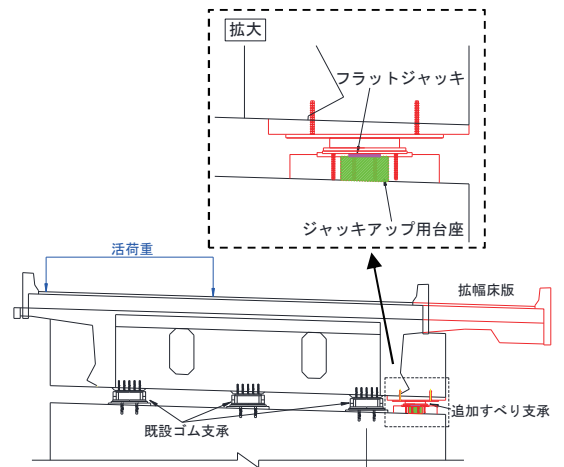 拡大
フラットジャッキ
ジャッキアップ用台座
活荷重
拡幅床版
追加すべり支承
既設ゴム支承